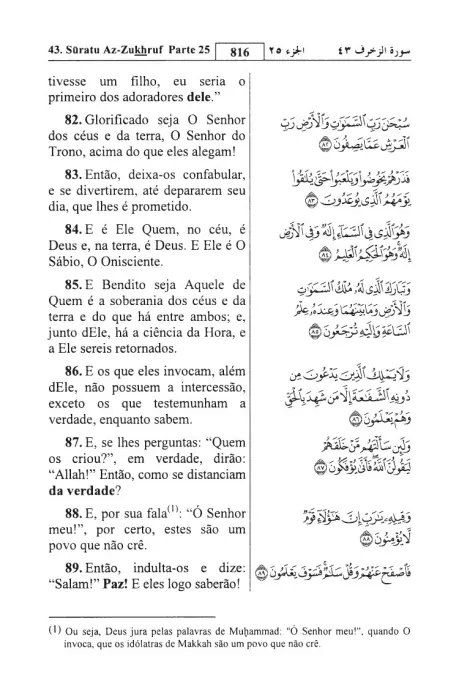 43. Sūratu Az-Zukhruf Parte 25 816 الجزء ٢٥ سورة الزخرف ٤٣
tivesse um filho, eu seria o
primeiro dos adoradores dele.”
82. Glorificado seja O Senhor
dos céus e da terra, O Senhor do
Trono, acima do que eles alegam!
83. Então, deixa-os confabular,
e se divertirem, até depararem seu
dia, que lhes é prometido.
84. E é Ele Quem, no céu, é
Deus e, na terra, é Deus. E Ele é O
Sábio, O Onisciente.
85. E Bendito seja Aquele de
Quem é a soberania dos céus e da
terra e do que há entre ambos; e,
junto dEle, há a ciência da Hora, e
a Ele sereis retornados.
86. E os que eles invocam, além
dEle, não possuem a intercessão,
exceto os que testemunham a
verdade, enquanto sabem.
87. E, se lhes perguntas: “Quem
os criou?”, em verdade, dirão:
“Allah!” Então, como se distanciam
da verdade?
88. E, por sua fala(1): “Ó Senhor
meu!”, por certo, estes são um
povo que não crê.
89. Então, indulta-os e dize:
“Salam!” Paz! E eles logo saberão!
سُبْحَٰنَ رَبِّ ٱلسَّمَٰوَٰتِ وَٱلْأَرْضِ رَبِّ
ٱلْعَرْشِ عَمَّا يَصِفُونَ ٨٢
فَذَرْهُمْ يَخُوضُوا۟ وَيَلْعَبُوا۟ حَتَّىٰ يُلَٰقُوا۟
يَوْمَهُمُ ٱلَّذِى يُوعَدُونَ ٨٣
وَهُوَ ٱلَّذِى فِى ٱلسَّمَآءِ إِلَٰهٌ وَفِى ٱلْأَرْضِ
إِلَٰهٌ وَهُوَ ٱلْحَكِيمُ ٱلْعَلِيمُ ٨٤
وَتَبَارَكَ ٱلَّذِى لَهُۥ مُلْكُ ٱلسَّمَٰوَٰتِ
وَٱلْأَرْضِ وَمَا بَيْنَهُمَا وَعِندَهُۥ عِلْمُ
ٱلسَّاعَةِ وَإِلَيْهِ تُرْجَعُونَ ٨٥
وَلَا يَمْلِكُ ٱلَّذِينَ يَدْعُونَ مِن
دُونِهِ ٱلشَّفَٰعَةَ إِلَّا مَن شَهِدَ بِٱلْحَقِّ
وَهُمْ يَعْلَمُونَ ٨٦
وَلَئِن سَأَلْتَهُم مَّنْ خَلَقَهُمْ
لَيَقُولُنَّ ٱللَّهُ فَأَنَّىٰ يُؤْفَكُونَ ٨٧
وَقِيلِهِۦ يَٰرَبِّ إِنَّ هَٰٓؤُلَآءِ قَوْمٌ
لَّا يُؤْمِنُونَ ٨٨
فَٱصْفَحْ عَنْهُمْ وَقُلْ سَلَٰمٌ فَسَوْفَ يَعْلَمُونَ ٨٩
(1) Ou seja, Deus jura pelas palavras de Muḥammad: "Ó Senhor meu!", quando O
invoca, que os idólatras de Makkah são um povo que não crê.